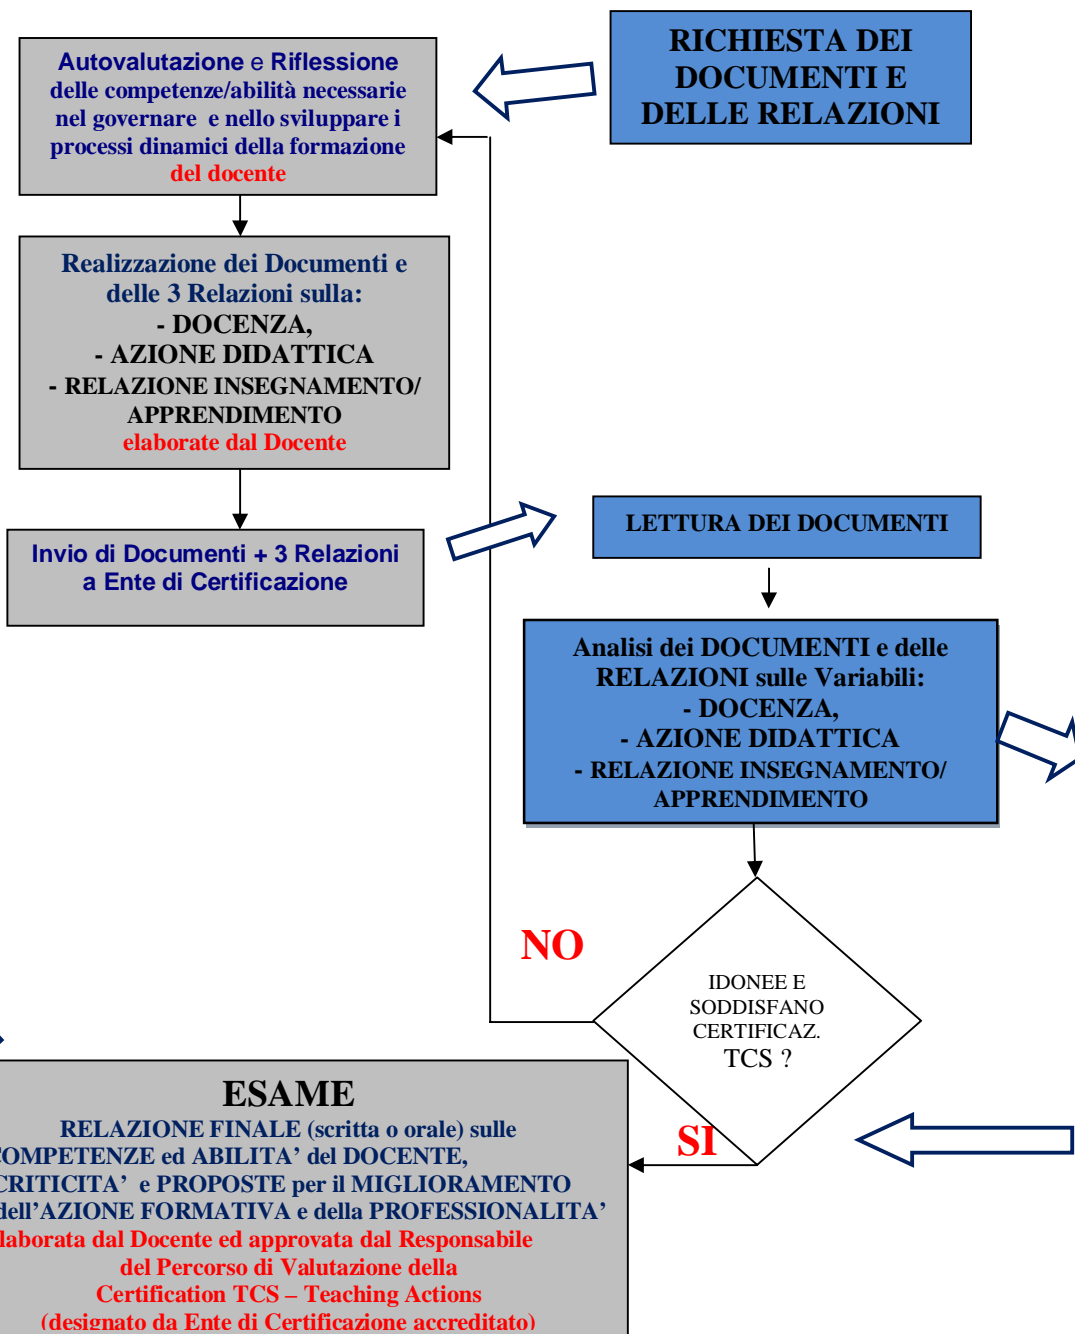 RICHIESTA DEI
DOCUMENTI E
DELLE RELAZIONI
Autovalutazione e Riflessione
delle competenze/abilità necessarie
nel governare e nello sviluppare i
processi dinamici della formazione
del docente
Realizzazione dei Documenti e
delle 3 Relazioni sulla:
- DOCENZA,
- AZIONE DIDATTICA
- RELAZIONE INSEGNAMENTO/
APPRENDIMENTO
elaborate dal Docente
Invio di Documenti + 3 Relazioni
a Ente di Certificazione
LETTURA DEI DOCUMENTI
Analisi dei DOCUMENTI e delle
RELAZIONI sulle Variabili:
- DOCENZA,
- AZIONE DIDATTICA
- RELAZIONE INSEGNAMENTO/
APPRENDIMENTO
NO
IDONEE E
SODDISFANO
CERTIFICAZ.
TCS ?
SI
ESAME
RELAZIONE FINALE (scritta o orale) sulle
COMPETENZE ed ABILITA’ del DOCENTE,
CRITICITA’ e PROPOSTE per il MIGLIORAMENTO
dell’AZIONE FORMATIVA e della PROFESSIONALITA’
laborata dal Docente ed approvata dal Responsabile
del Percorso di Valutazione della
Certification TCS – Teaching Actions
(designato da Ente di Certificazione accreditato)